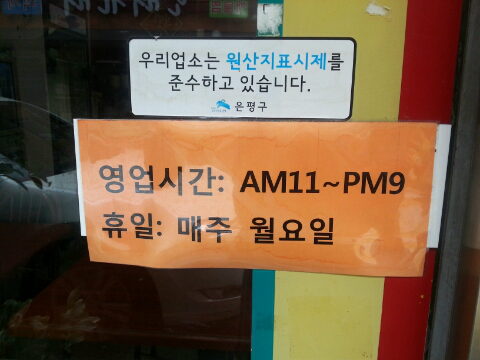 우리업소는 원산지표시제를
준수하고 있습니다.
은평구
영업시간: AM11~PM9
휴일: 매주 월요일